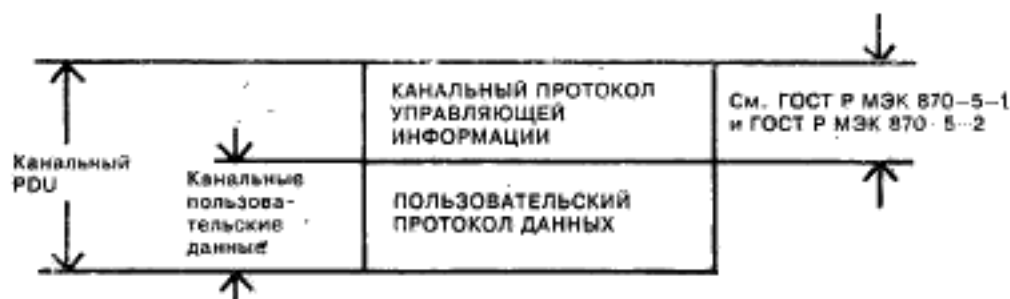 КАНАЛЬНЫЙ ПРОТОКОЛ
УПРАВЛЯЮЩЕЙ
ИНФОРМАЦИИ
См. ГОСТ Р МЭК 870-5-1
и ГОСТ Р МЭК 870-5-2
Канальный
PDU
Канальные
пользова-
тельские
данные
ПОЛЬЗОВАТЕЛЬСКИЙ
ПРОТОКОЛ ДАННЫХ